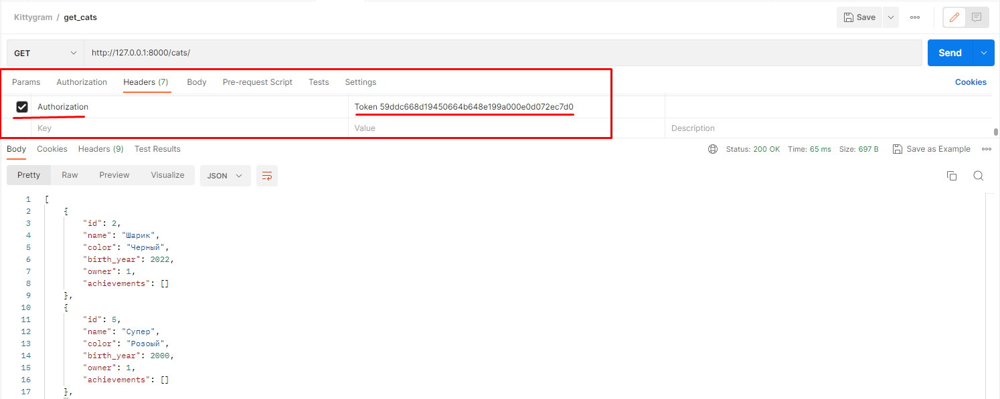 Kittygram / get_cats
Save
GET http://127.0.0.1:8000/cats/ Send
Params Authorization Headers (7) Body Pre-request Script Tests Settings Cookies
Authorization Token 59ddc668d19450664b648e199a000e0d072ec7d0
Key Value Description
Body Cookies Headers (9) Test Results Status: 200 OK Time: 65 ms Size: 697 B Save as Example
Pretty Raw Preview Visualize JSON
1 [
2 {
3 "id": 2,
4 "name": "Шарик",
5 "color": "Черный",
6 "birth_year": 2022,
7 "owner": 1,
8 "achievements": []
9 },
10 {
11 "id": 5,
12 "name": "Супер",
13 "color": "Розоый",
14 "birth_year": 2000,
15 "owner": 1,
16 "achievements": []
17 },